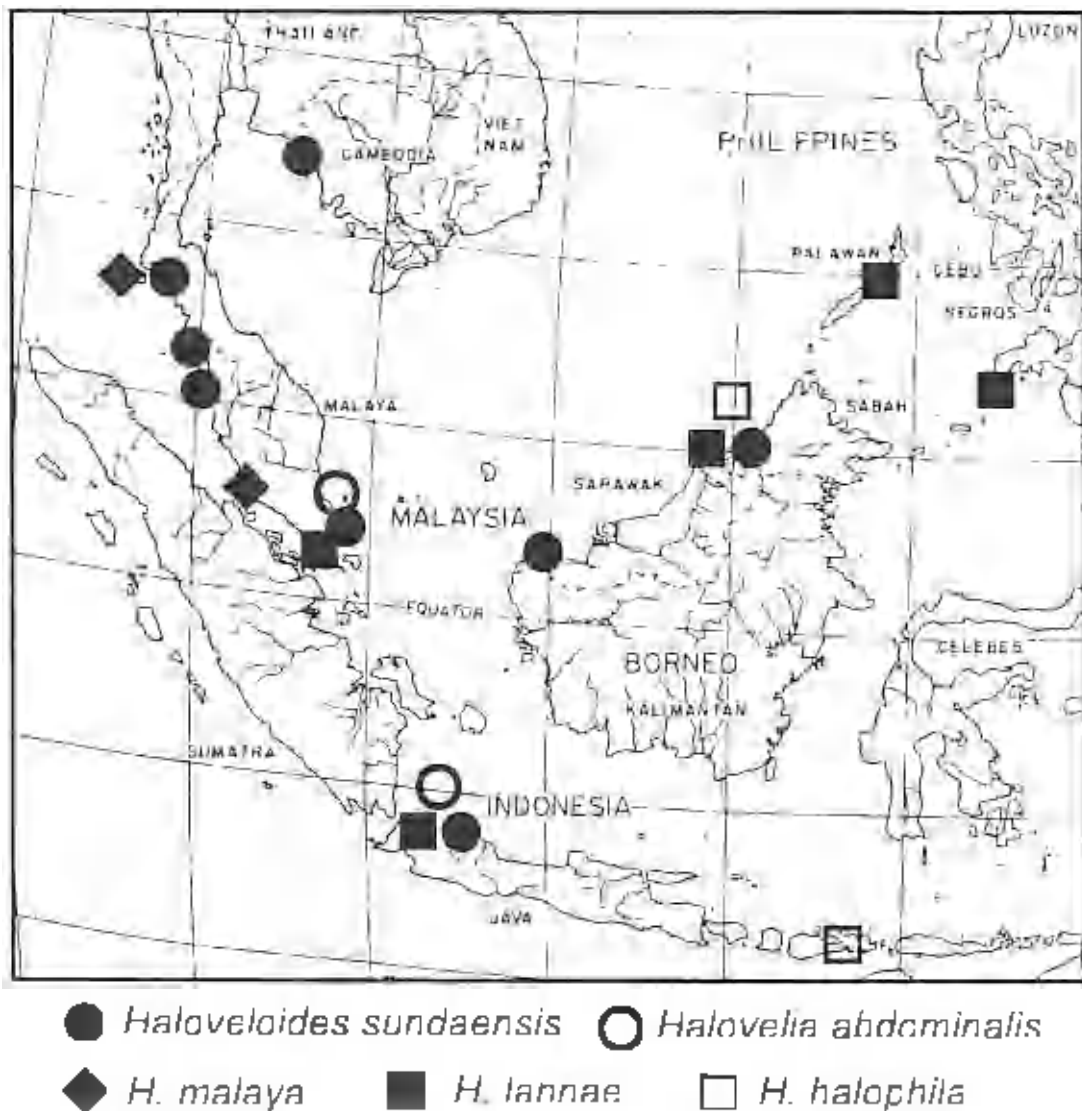 LUZON
VIET
NAM
CAMBODIA
PHILIPPINES
PALAWAN
CEBU
NEGROS
MALAYA
SABAH
SARAWAK
MALAYSIA
EQUATOR
BORNEO
CELEBES
KALIMANTAN
SUMATRA
INDONESIA
JAVA
Haloveloides sundaensis Halovelia abdominalis
H. malaya H. lannae H. halophila